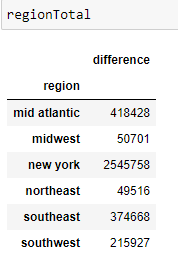 regionTotal
difference
region
mid atlantic 418428
midwest 50701
new york 2545758
northeast 49516
southeast 374668
southwest 215927